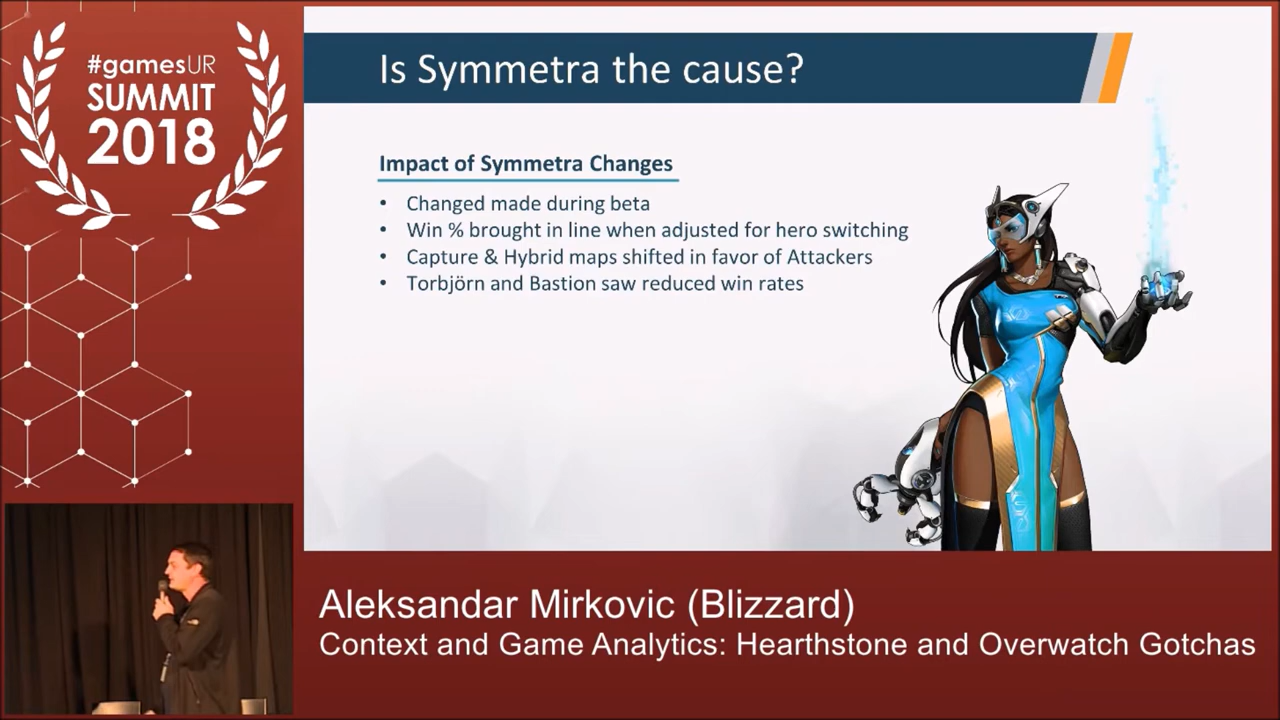 #gamesUR
SUMMIT
2018
Is Symmetra the cause?
Impact of Symmetra Changes
• Changed made during beta
• Win % brought in line when adjusted for hero switching
• Capture & Hybrid maps shifted in favor of Attackers
• Torbjörn and Bastion saw reduced win rates
Aleksandar Mirkovic (Blizzard)
Context and Game Analytics: Hearthstone and Overwatch Gotchas